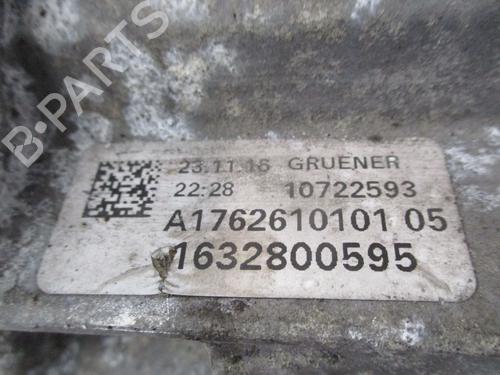 B-PARTS
23.11.16 GRUENER
22:28 10722593
A1762610101 05
1632800595